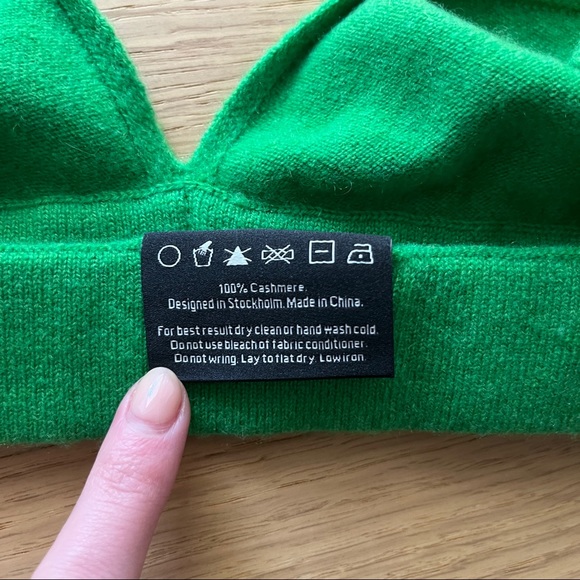 100% Cashmere.
Designed in Stockholm. Made in China.
For best result dry clean or hand wash cold.
Do not use bleach of fabric conditioner.
Do not wring. Lay to flat dry. Low iron.